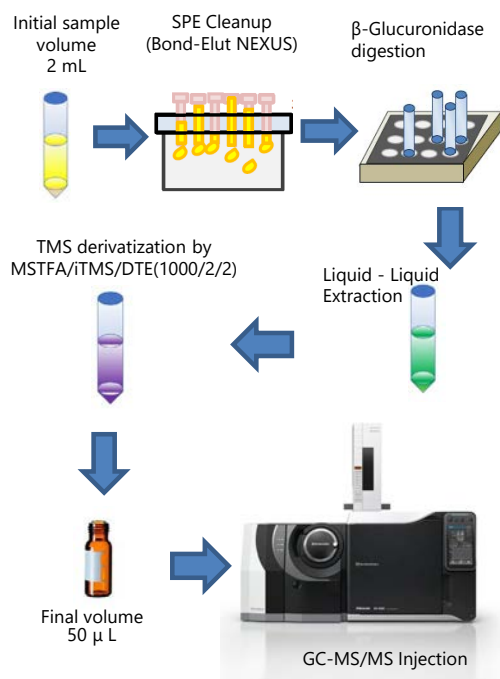 Initial sample
volume
2 mL
SPE Cleanup
(Bond-Elut NEXUS)
β-Glucuronidase
digestion
Liquid - Liquid
Extraction
TMS derivatization by
MSTFA/iTMS/DTE(1000/2/2)
Final volume
50 μ L
GC-MS/MS Injection